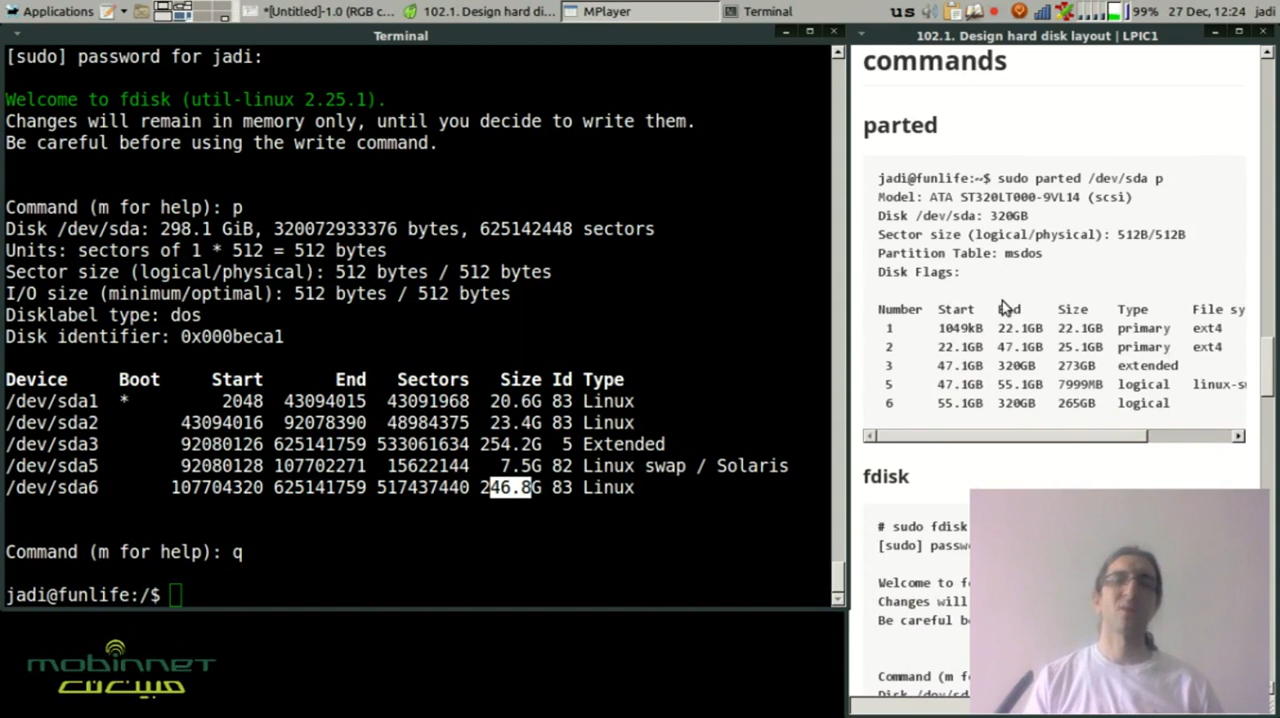 Applications
*[Untitled]-1.0 (RGB c...
102.1. Design hard di...
MPlayer
Terminal
us
99%
27 Dec, 12:24
jadi
Terminal
[sudo] password for jadi:
Welcome to fdisk (util-linux 2.25.1).
Changes will remain in memory only, until you decide to write them.
Be careful before using the write command.
Command (m for help): p
Disk /dev/sda: 298.1 GiB, 320072933376 bytes, 625142448 sectors
Units: sectors of 1 * 512 = 512 bytes
Sector size (logical/physical): 512 bytes / 512 bytes
I/O size (minimum/optimal): 512 bytes / 512 bytes
Disklabel type: dos
Disk identifier: 0x000beca1
Device Boot Start End Sectors Size Id Type
/dev/sda1 * 2048 43094015 43091968 20.6G 83 Linux
/dev/sda2 43094016 92078390 48984375 23.4G 83 Linux
/dev/sda3 92080126 625141759 533061634 254.2G 5 Extended
/dev/sda5 92080128 107702271 15622144 7.5G 82 Linux swap / Solaris
/dev/sda6 107704320 625141759 517437440 246.8G 83 Linux
Command (m for help): q
jadi@funlife:/$
mobinnet
مبین نت
102.1. Design hard disk layout | LPIC1
commands
parted
jadi@funlife:~$ sudo parted /dev/sda p
Model: ATA ST320LT000-9VL14 (scsi)
Disk /dev/sda: 320GB
Sector size (logical/physical): 512B/512B
Partition Table: msdos
Disk Flags:
Number Start End Size Type File sy
1 1049kB 22.1GB 22.1GB primary ext4
2 22.1GB 47.1GB 25.1GB primary ext4
3 47.1GB 320GB 273GB extended
5 47.1GB 55.1GB 7999MB logical linux-s
6 55.1GB 320GB 265GB logical
fdisk
# sudo fdisk
[sudo] passw
Welcome to f
Changes will
Be careful b
Command (m f
Disk /dev/s